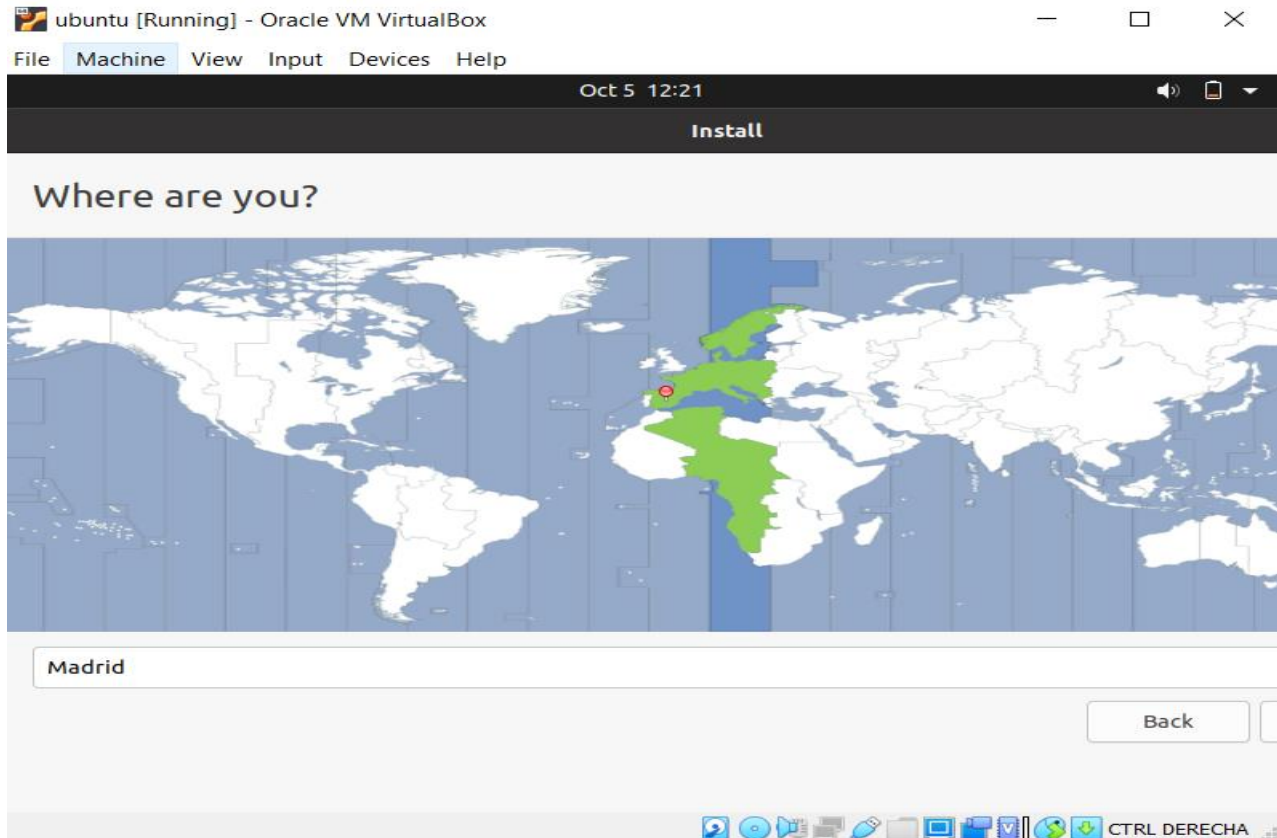 ubuntu [Running] - Oracle VM VirtualBox
File Machine View Input Devices Help
Oct 5 12:21
Install
Where are you?
Madrid
Back
CTRL DERECHA